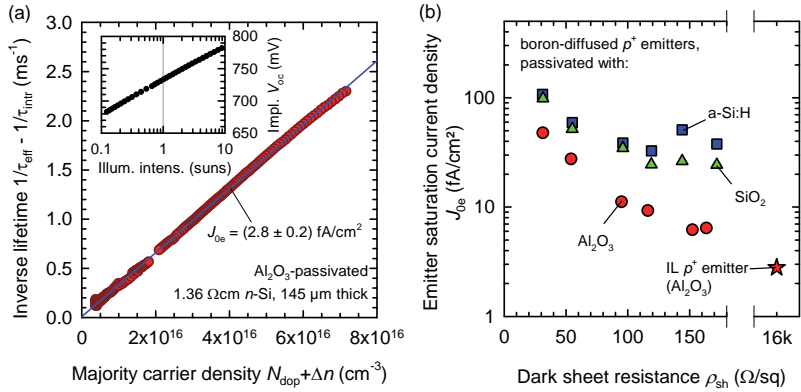 (a)
Inverse lifetime 1/τeff - 1/τintr (ms⁻¹)
3.0
2.5
2.0
1.5
1.0
0.5
0.0
0
2x10¹⁶
4x10¹⁶
6x10¹⁶
8x10¹⁶
Majority carrier density Ndop+Δn (cm⁻³)
800
750
700
650
Impl. Voc (mV)
0.1
1
10
Illum. intens. (suns)
J0e = (2.8 ± 0.2) fA/cm²
Al₂O₃-passivated
1.36 Ωcm n-Si, 145 µm thick
(b)
Emitter saturation current density
J0e (fA/cm²)
100
10
1
boron-diffused p⁺ emitters,
passivated with:
a-Si:H
SiO₂
Al₂O₃
IL p⁺ emitter
(Al₂O₃)
0
50
100
150
16k
Dark sheet resistance ρsh (Ω/sq)